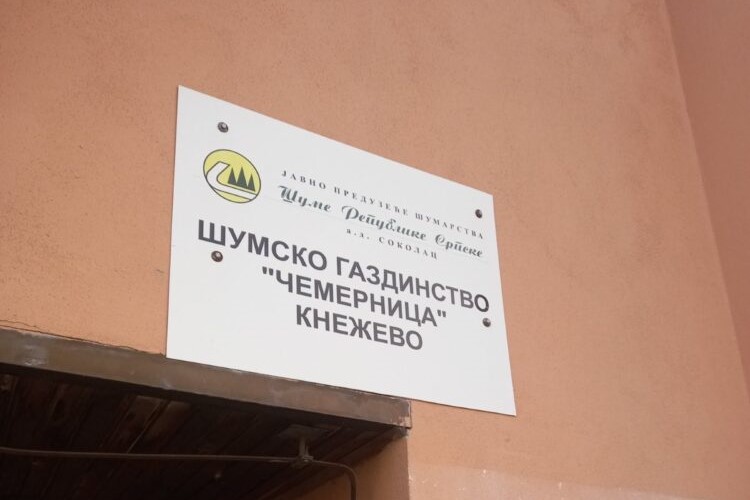 ЈАВНО ПРЕДУЗЕЋЕ ШУМАРСТВА
Шуме Републике Српске
а.д. СОКОЛАЦ
ШУМСКО ГАЗДИНСТВО
"ЧЕМЕРНИЦА"
КНЕЖЕВО